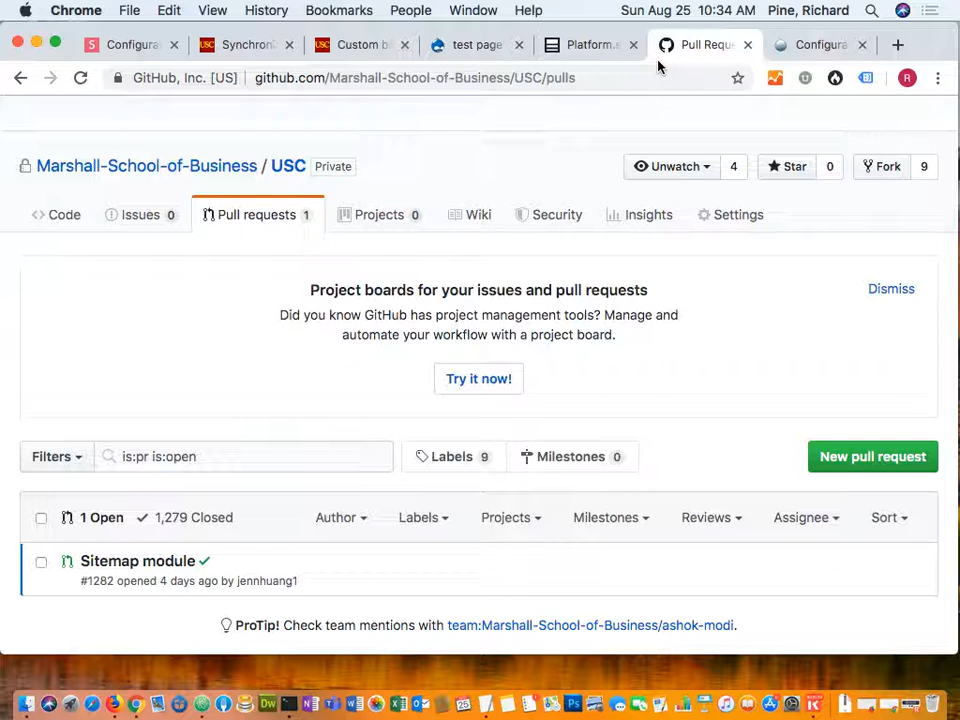 Chrome File Edit View History Bookmarks People Window Help Sun Aug 25 10:34 AM Pine, Richard
Configura Synchroni Custom b test page Platform.s Pull Reque Configura
GitHub, Inc. [US] github.com/Marshall-School-of-Business/USC/pulls R
Marshall-School-of-Business / USC Private Unwatch 4 Star 0 Fork 9
Code Issues 0 Pull requests 1 Projects 0 Wiki Security Insights Settings
Project boards for your issues and pull requests Dismiss
Did you know GitHub has project management tools? Manage and
automate your workflow with a project board.
Try it now!
Filters is:pr is:open Labels 9 Milestones 0 New pull request
1 Open 1,279 Closed Author Labels Projects Milestones Reviews Assignee Sort
Sitemap module
#1282 opened 4 days ago by jennhuang1
ProTip! Check team mentions with team:Marshall-School-of-Business/ashok-modi.